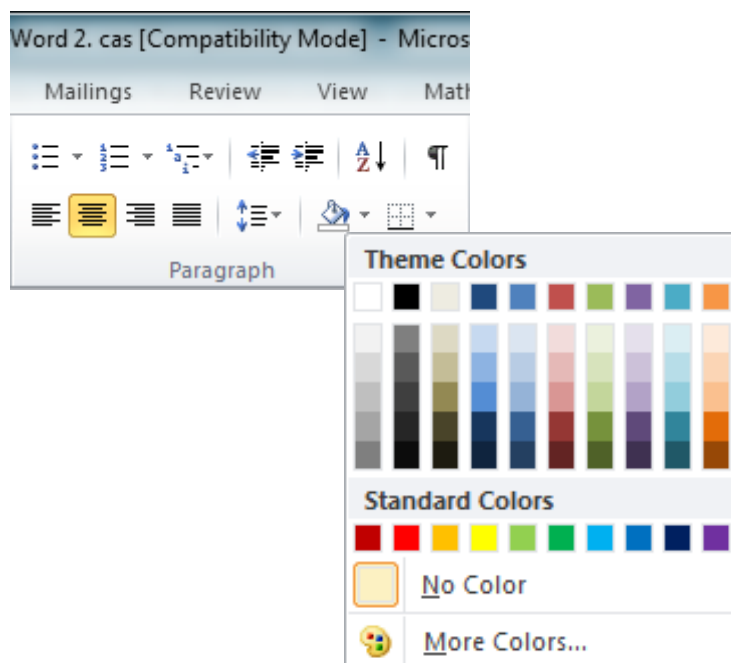 Word 2. cas [Compatibility Mode] - Micros
Mailings Review View Math
Paragraph
Theme Colors
Standard Colors
No Color
More Colors...